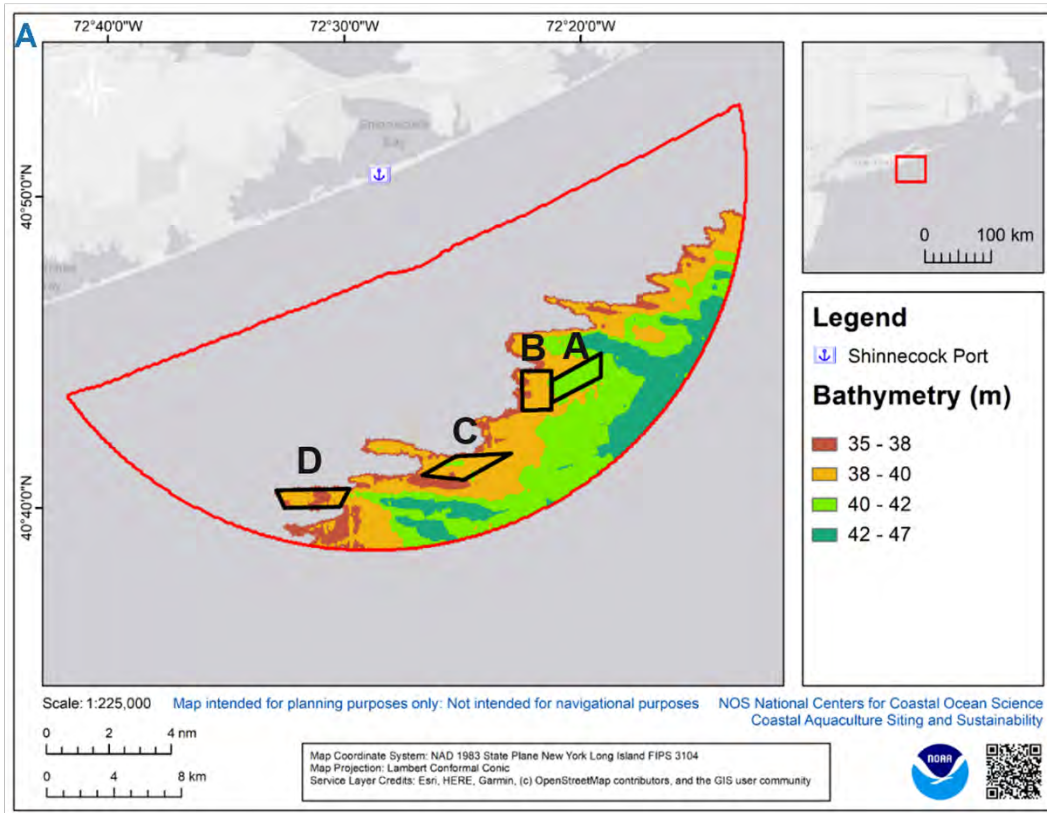 A
72°40'0"W
72°30'0"W
72°20'0"W
40°50'0"N
40°40'0"N
Shinnecock
Bay
B
A
C
D
0
100 km
Legend
Shinnecock Port
Bathymetry (m)
35 - 38
38 - 40
40 - 42
42 - 47
Scale: 1:225,000
Map intended for planning purposes only: Not intended for navigational purposes
NOS National Centers for Coastal Ocean Science
Coastal Aquaculture Siting and Sustainability
0 2 4 nm
0 4 8 km
Map Coordinate System: NAD 1983 State Plane New York Long Island FIPS 3104
Map Projection: Lambert Conformal Conic
Service Layer Credits: Esri, HERE, Garmin, (c) OpenStreetMap contributors, and the GIS user community
NOAA